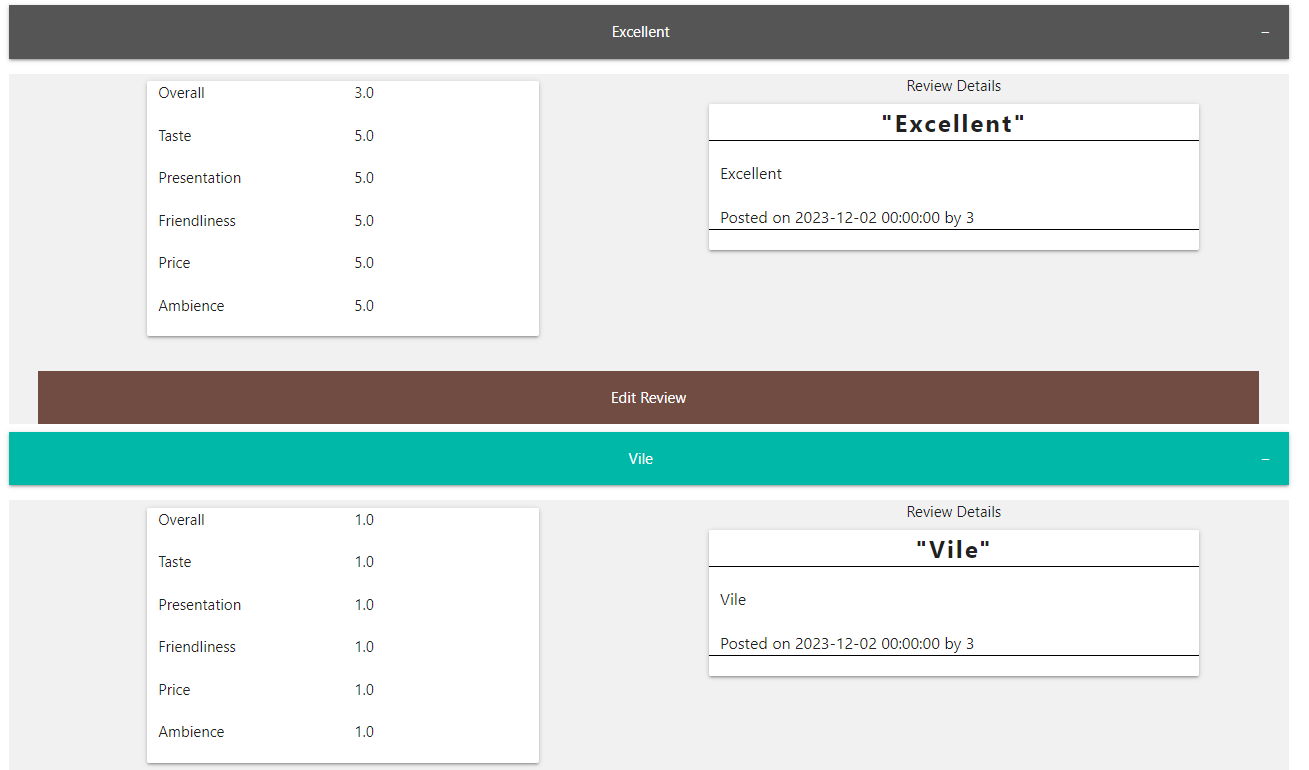 Excellent –
Overall 3.0
Taste 5.0
Presentation 5.0
Friendliness 5.0
Price 5.0
Ambience 5.0
Review Details
"Excellent"
Excellent
Posted on 2023-12-02 00:00:00 by 3
Edit Review
Vile –
Overall 1.0
Taste 1.0
Presentation 1.0
Friendliness 1.0
Price 1.0
Ambience 1.0
Review Details
"Vile"
Vile
Posted on 2023-12-02 00:00:00 by 3